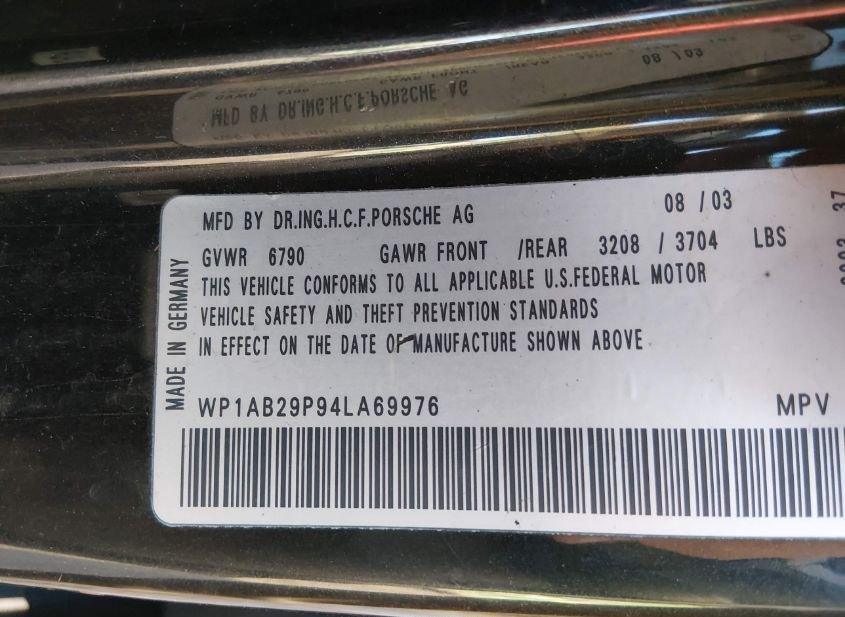 MFD BY DR.ING.H.C.F.PORSCHE AG 08 / 03
GVWR 6790 GAWR FRONT /REAR 3208 / 3704 LBS
THIS VEHICLE CONFORMS TO ALL APPLICABLE U.S.FEDERAL MOTOR
VEHICLE SAFETY AND THEFT PREVENTION STANDARDS
IN EFFECT ON THE DATE OF MANUFACTURE SHOWN ABOVE
WP1AB29P94LA69976 MPV
MADE IN GERMANY
37